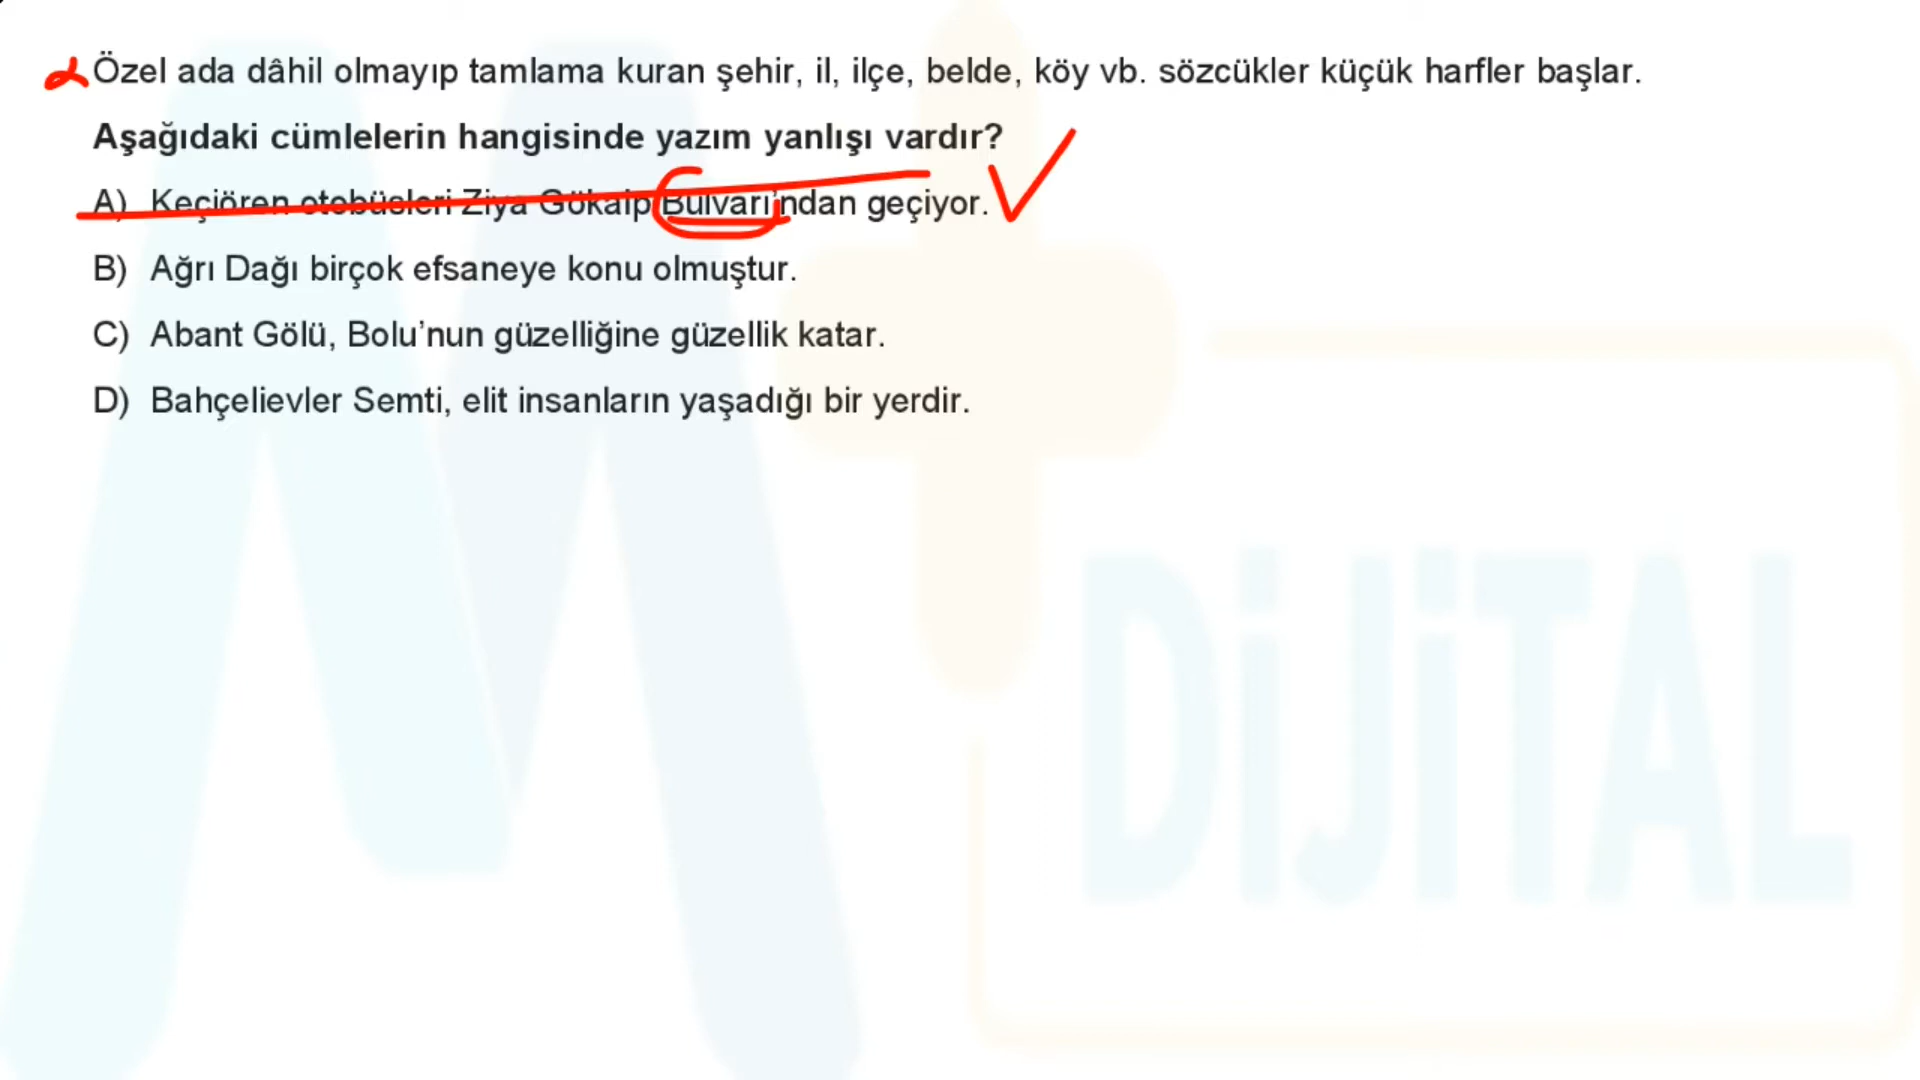 Özel ada dâhil olmayıp tamlama kuran şehir, il, ilçe, belde, köy vb. sözcükler küçük harfler başlar.
Aşağıdaki cümlelerin hangisinde yazım yanlışı vardır?
A) Keçiören otobüsleri Ziya Gökalp Bulvarı'ndan geçiyor.
B) Ağrı Dağı birçok efsaneye konu olmuştur.
C) Abant Gölü, Bolu’nun güzelliğine güzellik katar.
D) Bahçelievler Semti, elit insanların yaşadığı bir yerdir.
DİJİTAL